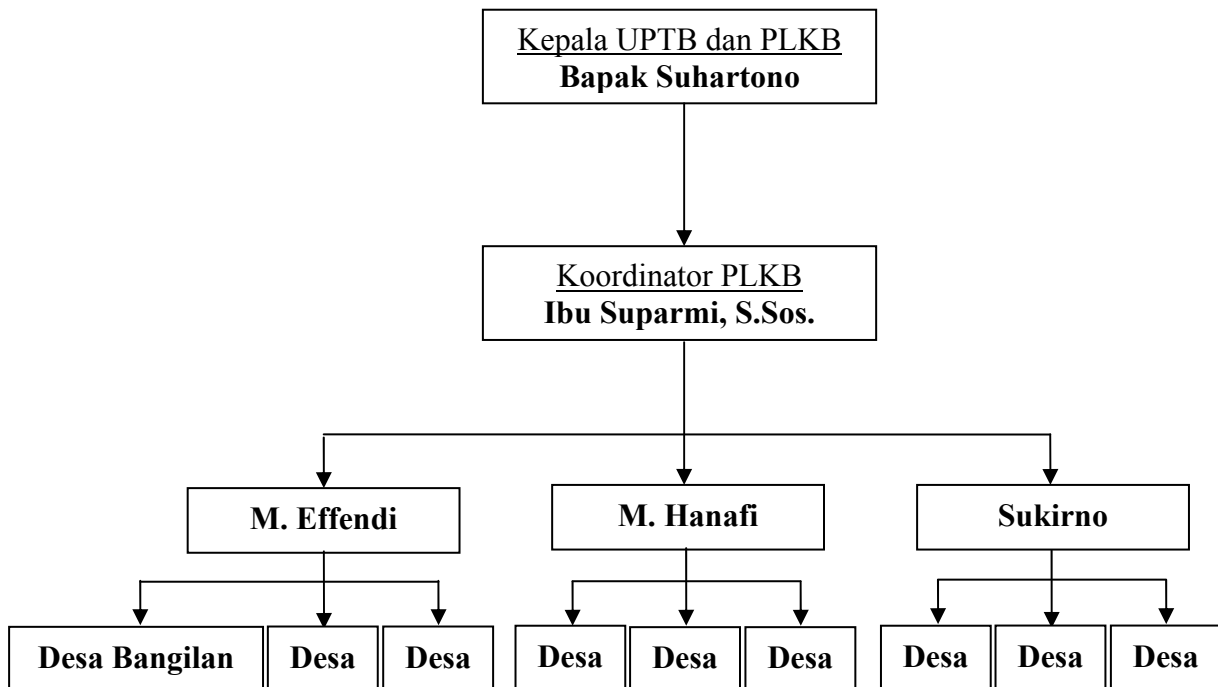 Kepala UPTB dan PLKB
Bapak Suhartono
Koordinator PLKB
Ibu Suparmi, S.Sos.
M. Effendi
M. Hanafi
Sukirno
Desa Bangilan
Desa
Desa
Desa
Desa
Desa
Desa
Desa
Desa